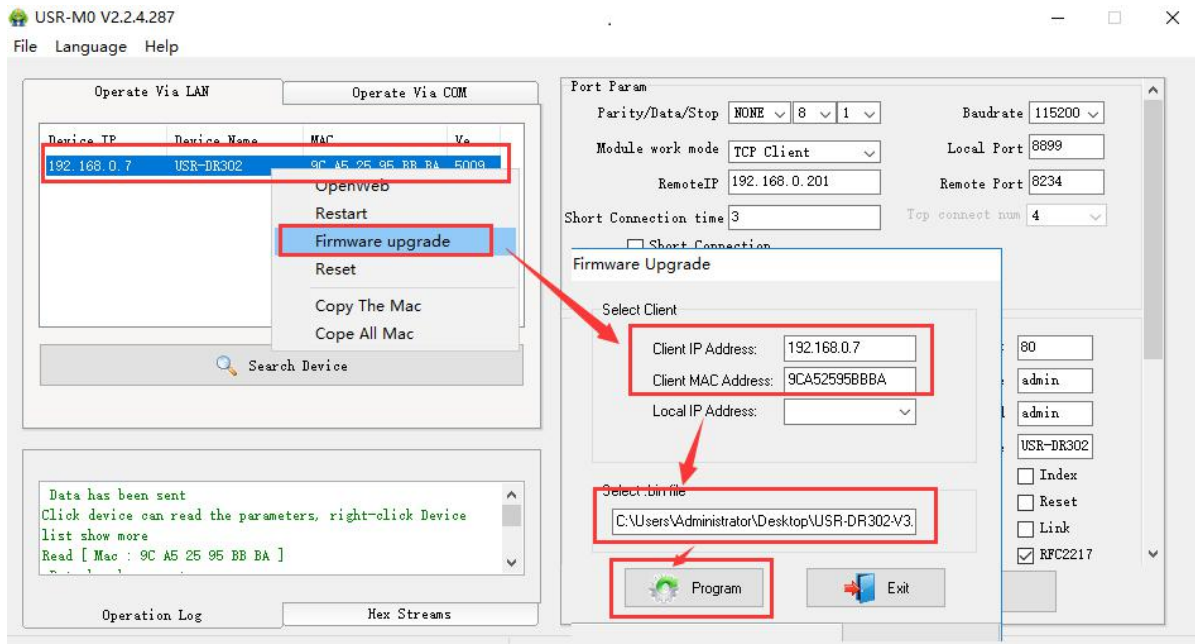 USR-M0 V2.2.4.287
File Language Help
Operate Via LAN
Operate Via COM
Device IP Device Name MAC Ve
192.168.0.7 USR-DR302 9C A5 25 95 BB BA 5009
OpenWeb
Restart
Firmware upgrade
Reset
Copy The Mac
Cope All Mac
Search Device
Data has been sent
Click device can read the parameters, right-click Device
list show more
Read [ Mac : 9C A5 25 95 BB BA ]
Operation Log
Hex Streams
Port Param
Parity/Data/Stop NONE 8 1 Baudrate 115200
Module work mode TCP Client Local Port 8899
RemoteIP 192.168.0.201 Remote Port 8234
Short Connection time 3 Tcp connect num 4
Short Connection
Firmware Upgrade
Select Client
Client IP Address: 192.168.0.7
Client MAC Address: 9CA52595BBBA
Local IP Address:
Select .bin file
C:\Users\Administrator\Desktop\USR-DR302-V3.
Program
Exit
80
admin
admin
USR-DR302
Index
Reset
Link
RFC2217